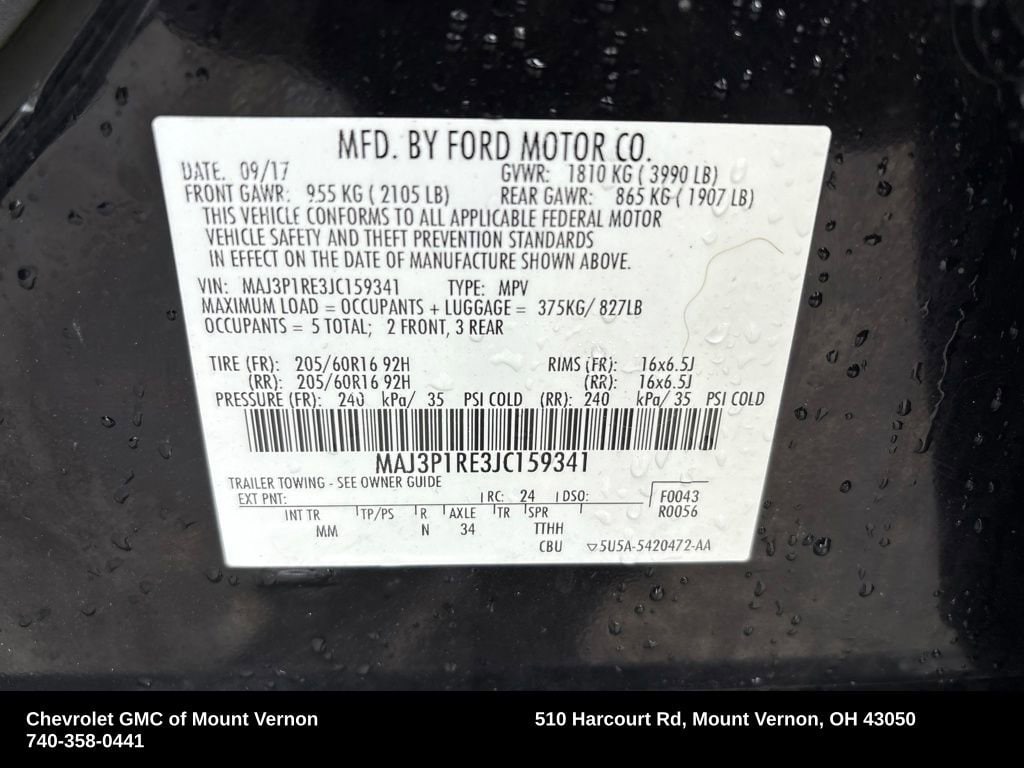 MFD. BY FORD MOTOR CO.
DATE. 09/17 GVWR: 1810 KG ( 3990 LB)
FRONT GAWR: 955 KG ( 2105 LB) REAR GAWR: 865 KG ( 1907 LB)
THIS VEHICLE CONFORMS TO ALL APPLICABLE FEDERAL MOTOR
VEHICLE SAFETY AND THEFT PREVENTION STANDARDS
IN EFFECT ON THE DATE OF MANUFACTURE SHOWN ABOVE.
VIN: MAJ3P1RE3JC159341 TYPE: MPV
MAXIMUM LOAD = OCCUPANTS + LUGGAGE = 375KG/ 827LB
OCCUPANTS = 5 TOTAL; 2 FRONT, 3 REAR
TIRE (FR): 205/60R16 92H RIMS (FR): 16x6.5J
(RR): 205/60R16 92H (RR): 16x6.5J
PRESSURE (FR): 240 kPa/ 35 PSI COLD (RR): 240 kPa/ 35 PSI COLD
MAJ3P1RE3JC159341
TRAILER TOWING - SEE OWNER GUIDE
EXT PNT: RC: 24 DSO: F0043
INT TR TP/PS R AXLE TR SPR R0056
MM N 34 TTHH
CBU ▽5U5A-5420472-AA
Chevrolet GMC of Mount Vernon 510 Harcourt Rd, Mount Vernon, OH 43050
740-358-0441